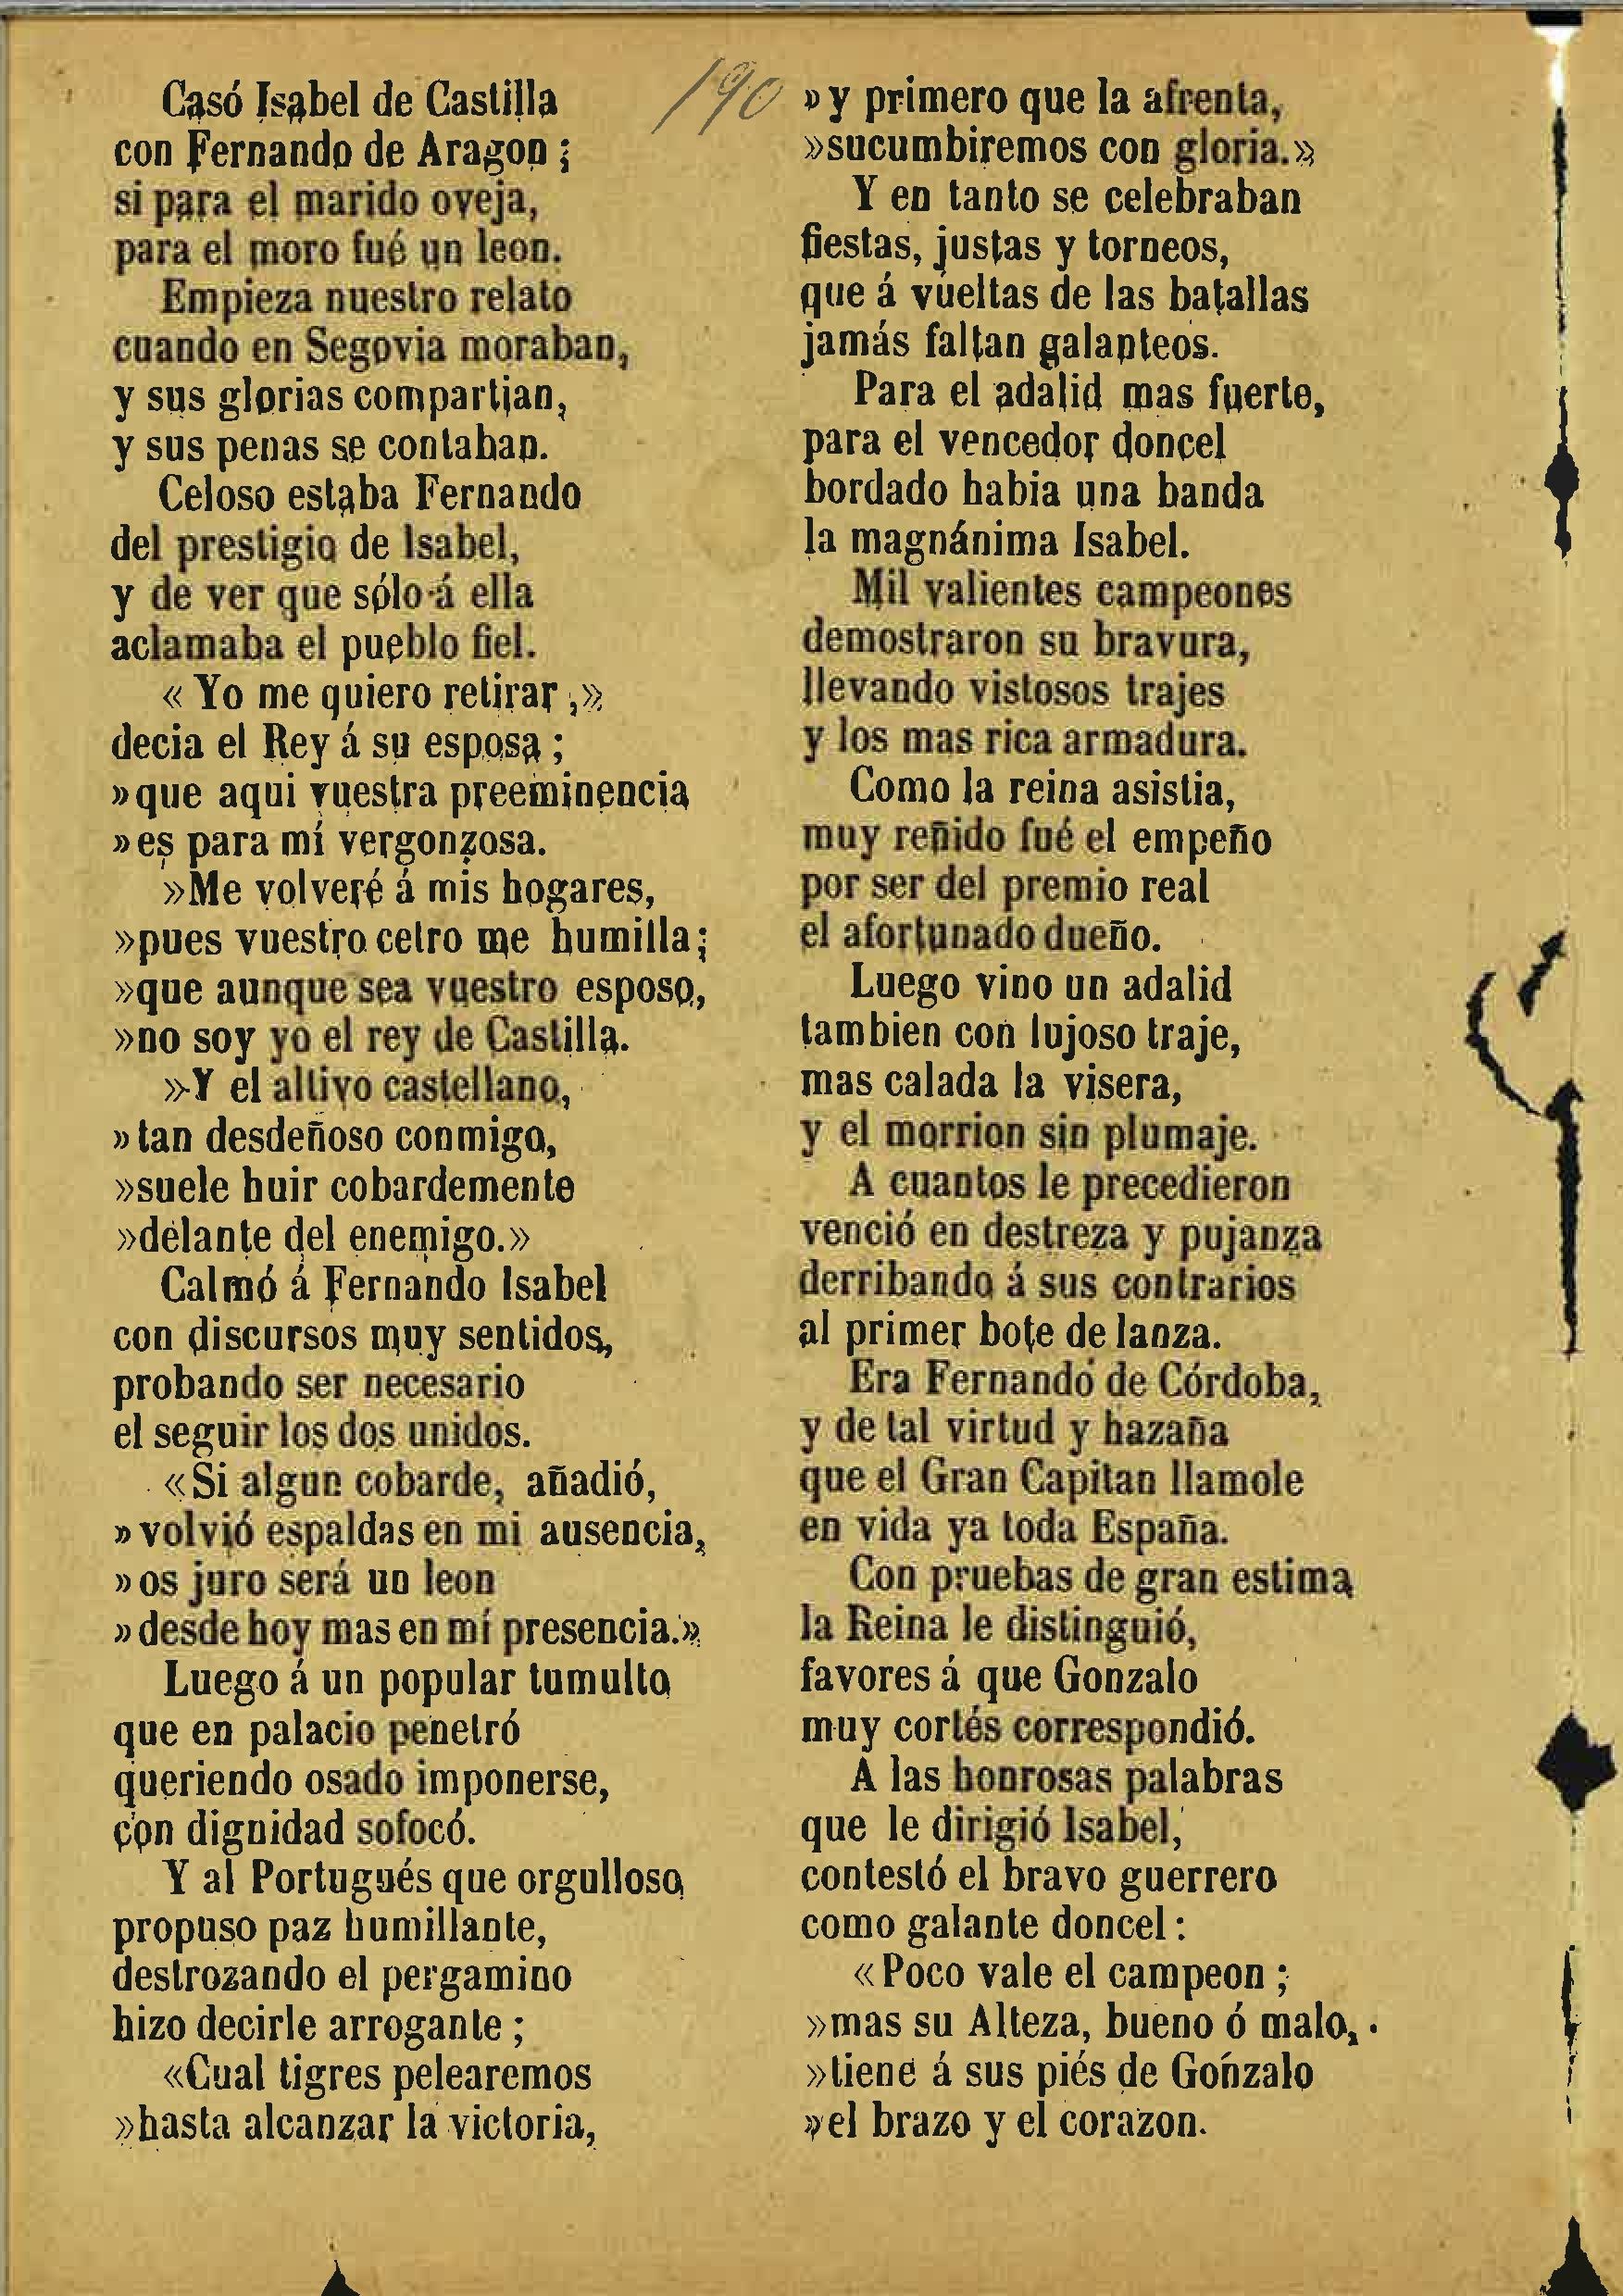 190
Casó Isabel de Castilla
con Fernando de Aragon ;
si para el marido oveja,
para el moro fué un leon.
Empieza nuestro relato
cuando en Segovia moraban,
y sus glorias compartian,
y sus penas se contaban.
Celoso estaba Fernando
del prestigio de Isabel,
y de ver que sólo á ella
aclamaba el pueblo fiel.
« Yo me quiero retirar ,»
decia el Rey á su esposa ;
»que aqui vuestra preeminencia
»es para mí vergonzosa.
»Me volveré á mis hogares,
»pues vuestro cetro me humilla;
»que aunque sea vuestro esposo,
»no soy yo el rey de Castilla.
»Y el altivo castellano,
»tan desdeñoso conmigo,
»suele huir cobardemente
»delante del enemigo.»
Calmó á Fernando Isabel
con discursos muy sentidos,
probando ser necesario
el seguir los dos unidos.
«Si algun cobarde, añadió,
»volvió espaldas en mi ausencia,
»os juro será un leon
»desde hoy mas en mí presencia.»
Luego á un popular tumulto
que en palacio penetró
queriendo osado imponerse,
con dignidad sofocó.
Y al Portugués que orgulloso
propuso paz humillante,
destrozando el pergamino
hizo decirle arrogante ;
«Cual tigres pelearemos
»hasta alcanzar la victoria,
»y primero que la afrenta,
»sucumbiremos con gloria.»
Y en tanto se celebraban
fiestas, justas y torneos,
que á vueltas de las batallas
jamás faltan galanteos.
Para el adalid mas fuerte,
para el vencedor doncel
bordado habia una banda
la magnánima Isabel.
Mil valientes campeones
demostraron su bravura,
llevando vistosos trajes
y los mas rica armadura.
Como la reina asistia,
muy reñido fué el empeño
por ser del premio real
el afortunado dueño.
Luego vino un adalid
tambien con lujoso traje,
mas calada la visera,
y el morrion sin plumaje.
A cuantos le precedieron
venció en destreza y pujanza
derribando á sus contrarios
al primer bote de lanza.
Era Fernando de Córdoba,
y de tal virtud y hazaña
que el Gran Capitan llamole
en vida ya toda España.
Con pruebas de gran estima
la Reina le distinguió,
favores á que Gonzalo
muy cortés correspondió.
A las honrosas palabras
que le dirigió Isabel,
contestó el bravo guerrero
como galante doncel :
«Poco vale el campeon ;
»mas su Alteza, bueno ó malo,
»tiene á sus piés de Gonzalo
»el brazo y el corazon.